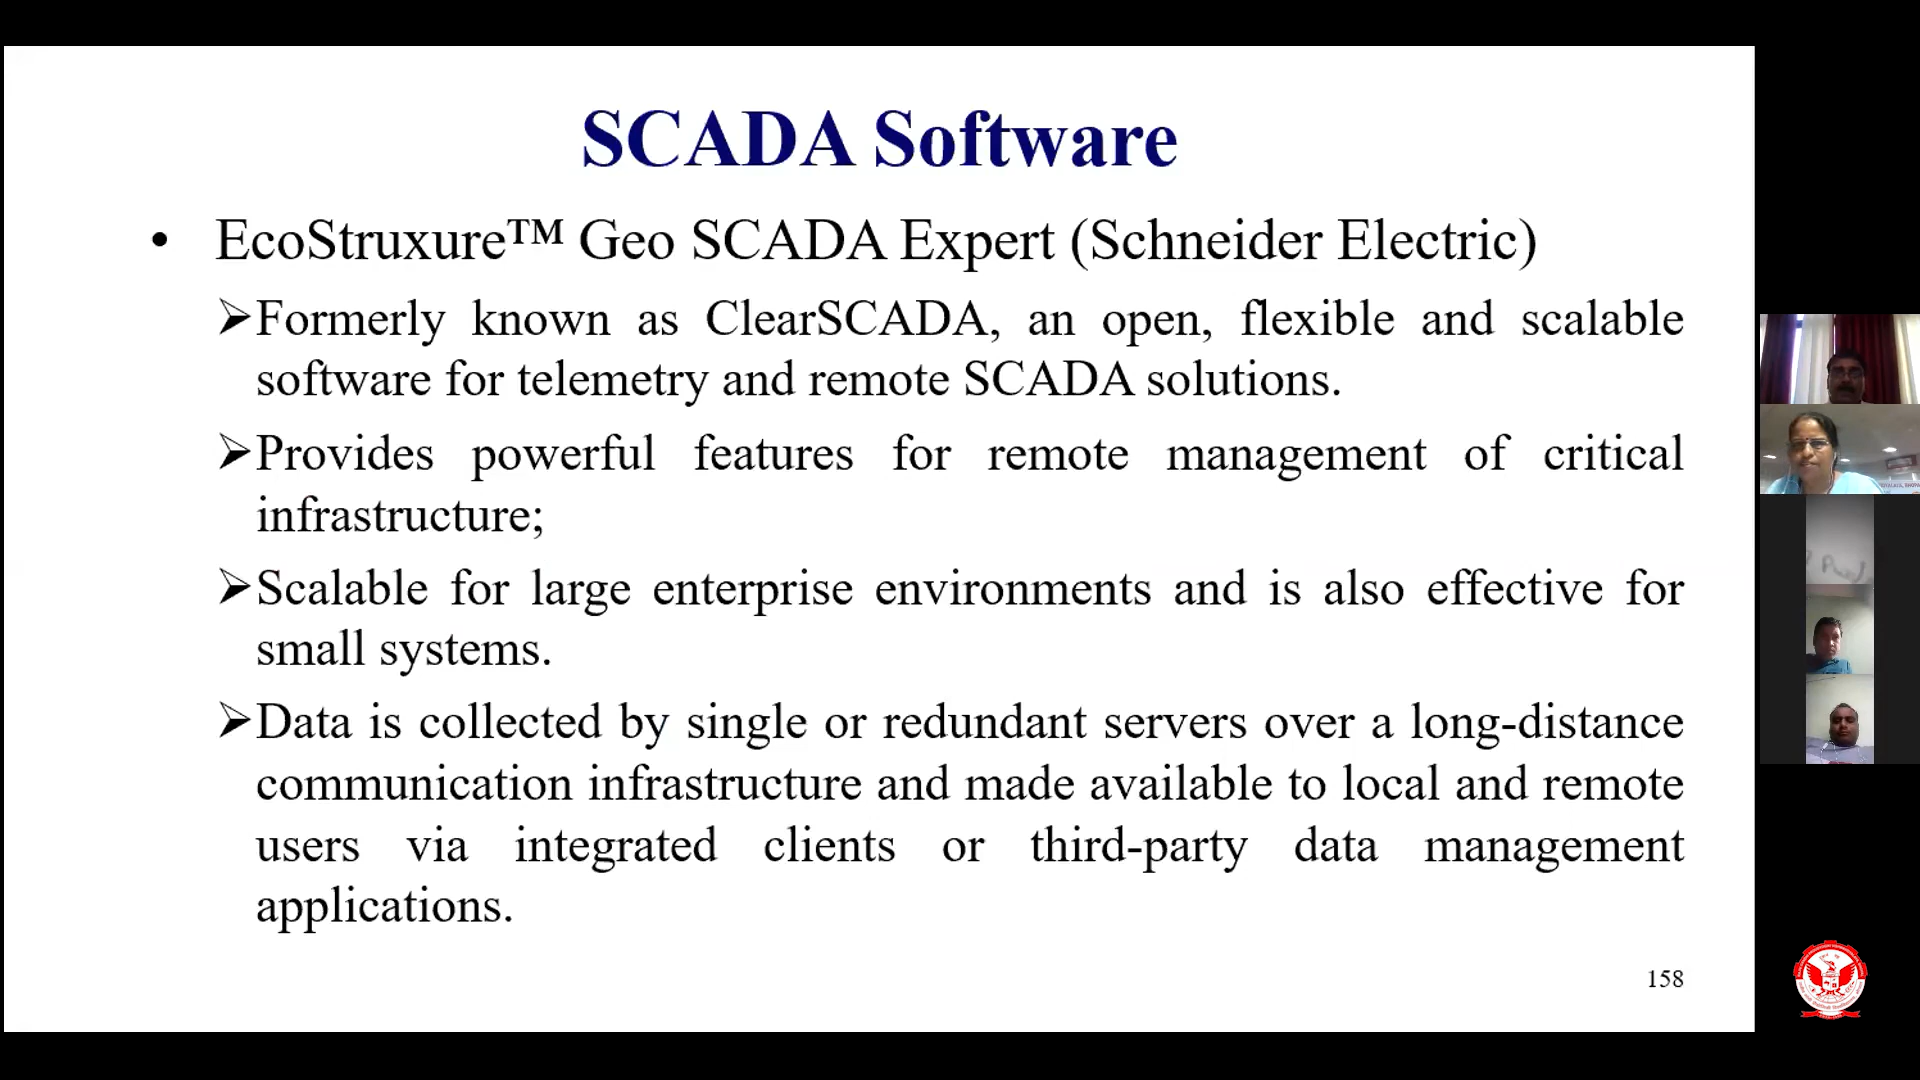 SCADA Software
• EcoStruxure™ Geo SCADA Expert (Schneider Electric)
➢Formerly known as ClearSCADA, an open, flexible and scalable
software for telemetry and remote SCADA solutions.
➢Provides powerful features for remote management of critical
infrastructure;
➢Scalable for large enterprise environments and is also effective for
small systems.
➢Data is collected by single or redundant servers over a long-distance
communication infrastructure and made available to local and remote
users via integrated clients or third-party data management
applications.
158